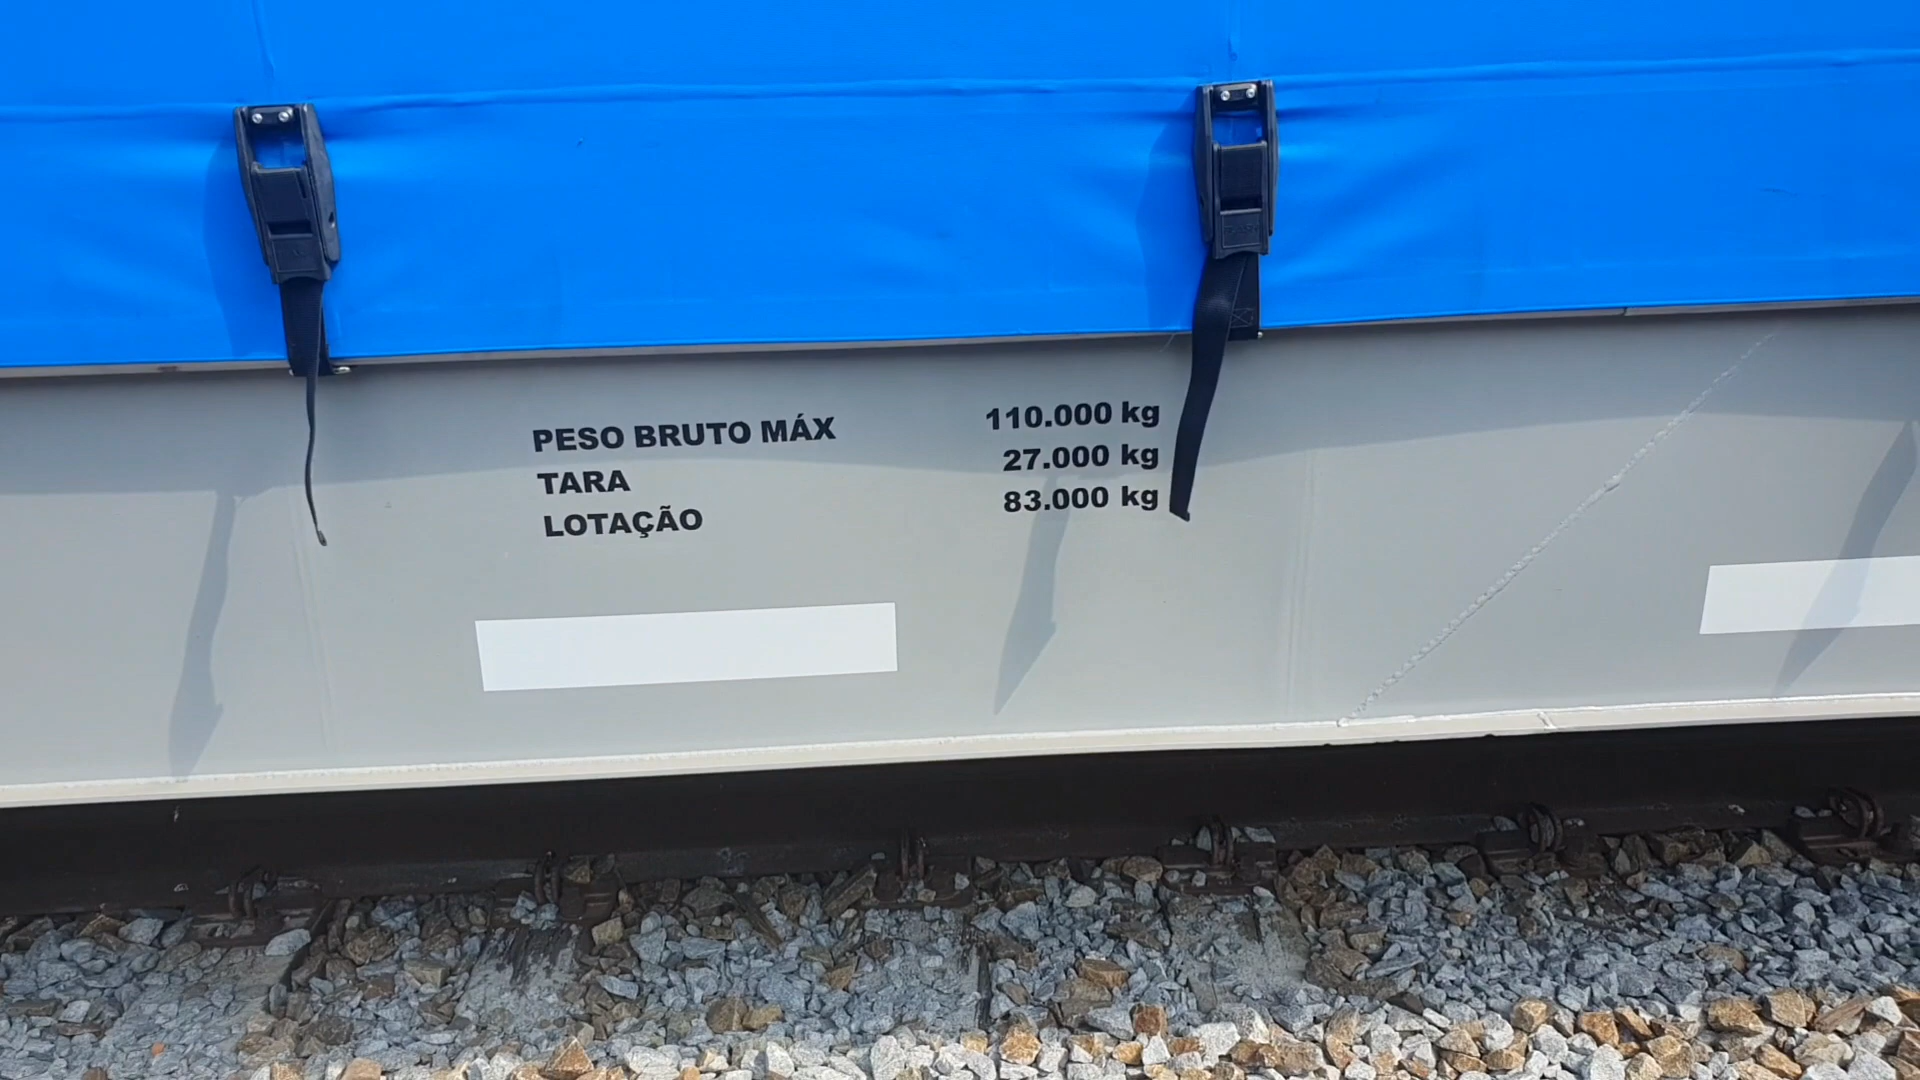 PESO BRUTO MÁX 110.000 kg
TARA 27.000 kg
LOTAÇÃO 83.000 kg